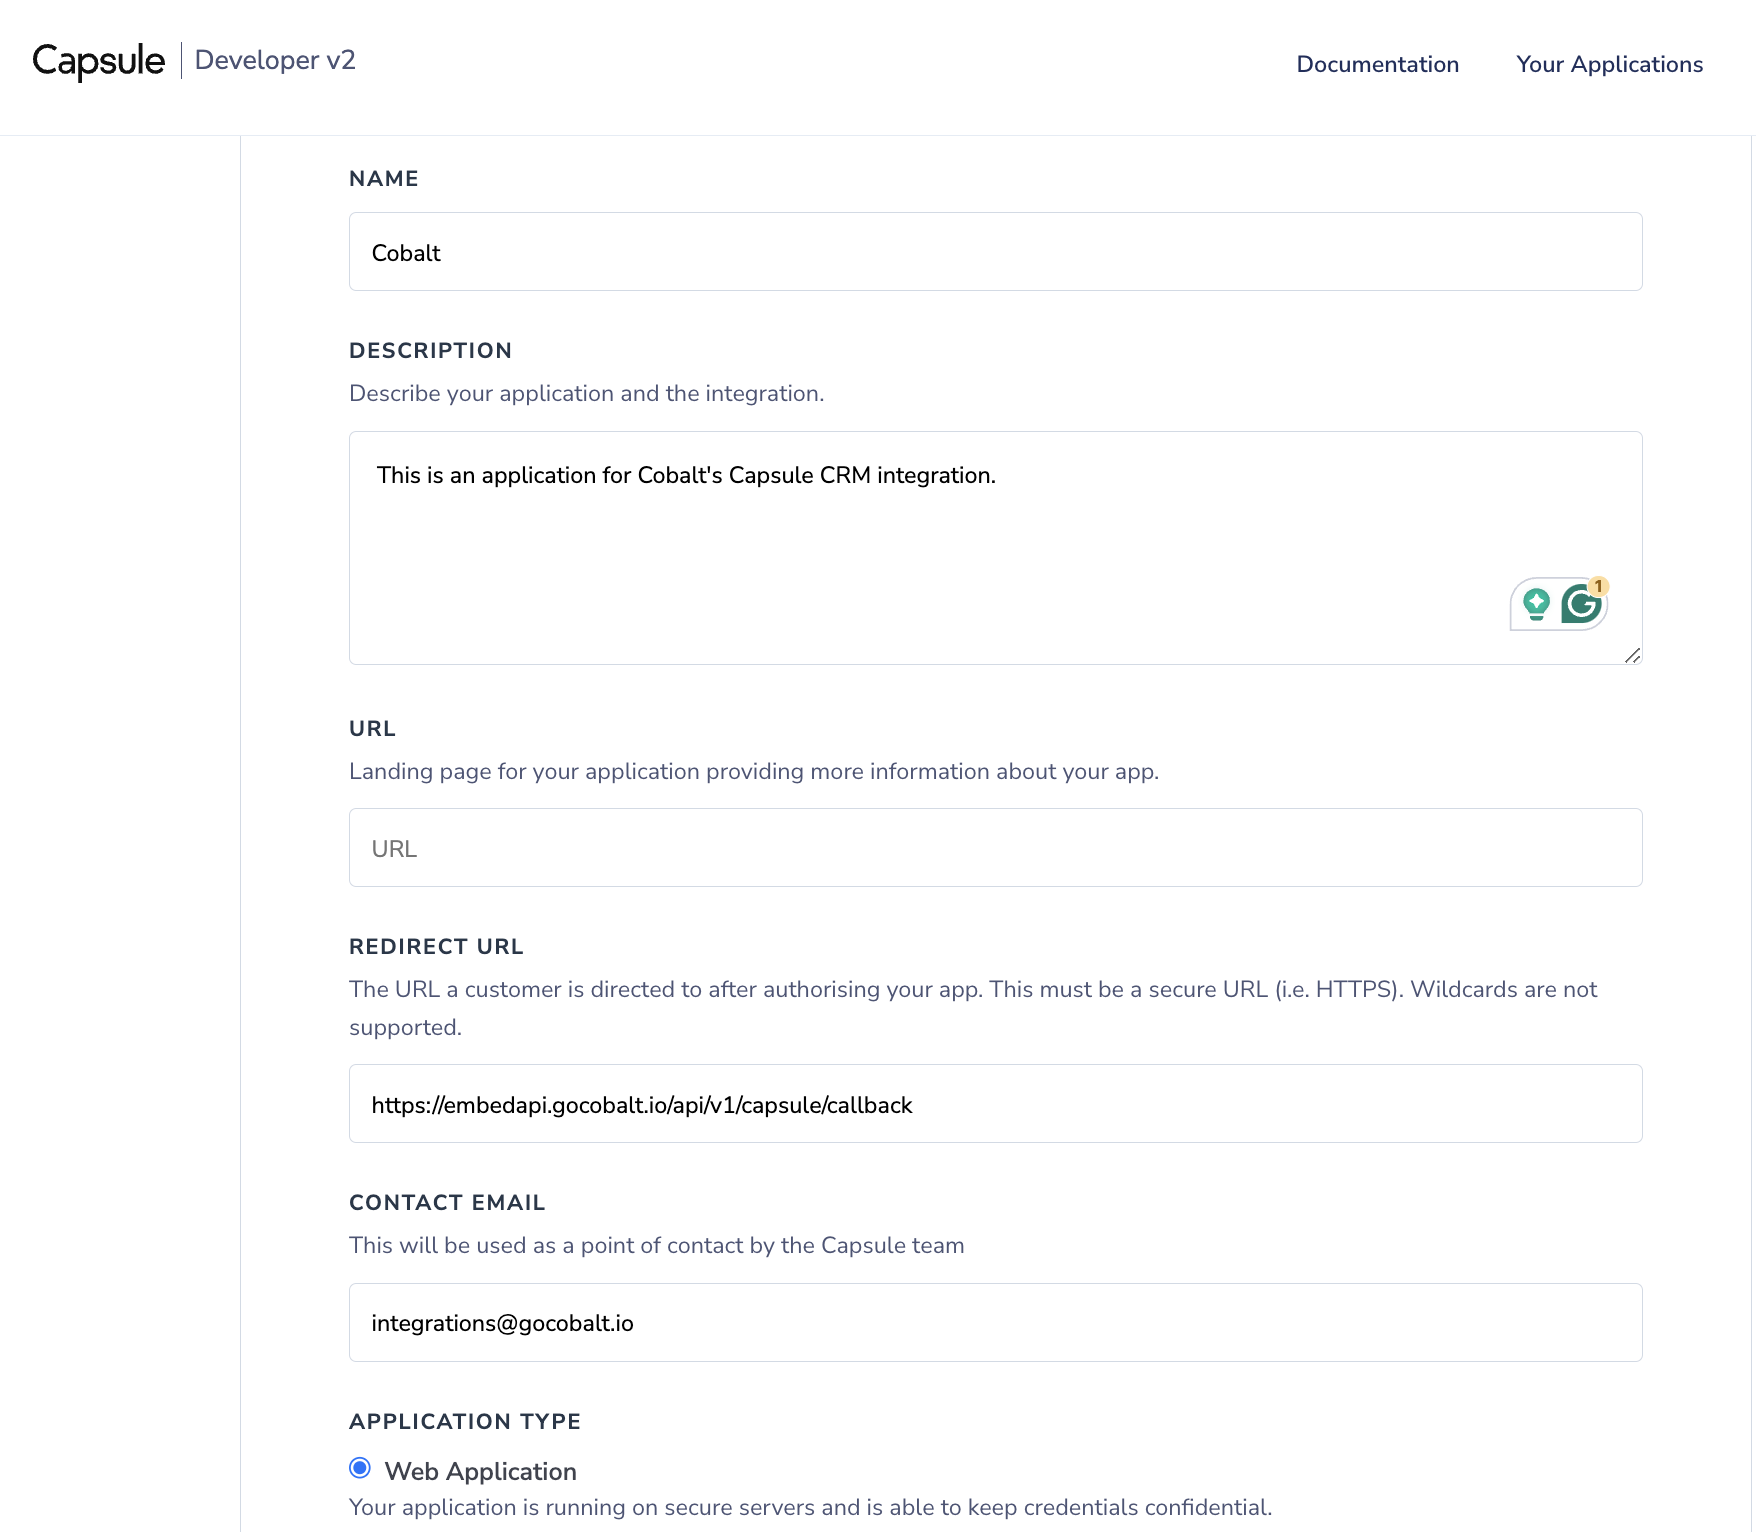 Capsule | Developer v2
Documentation
Your Applications
NAME
Cobalt
DESCRIPTION
Describe your application and the integration.
This is an application for Cobalt's Capsule CRM integration.
1
URL
Landing page for your application providing more information about your app.
URL
REDIRECT URL
The URL a customer is directed to after authorising your app. This must be a secure URL (i.e. HTTPS). Wildcards are not
supported.
https://embedapi.gocobalt.io/api/v1/capsule/callback
CONTACT EMAIL
This will be used as a point of contact by the Capsule team
integrations@gocobalt.io
APPLICATION TYPE
Web Application
Your application is running on secure servers and is able to keep credentials confidential.